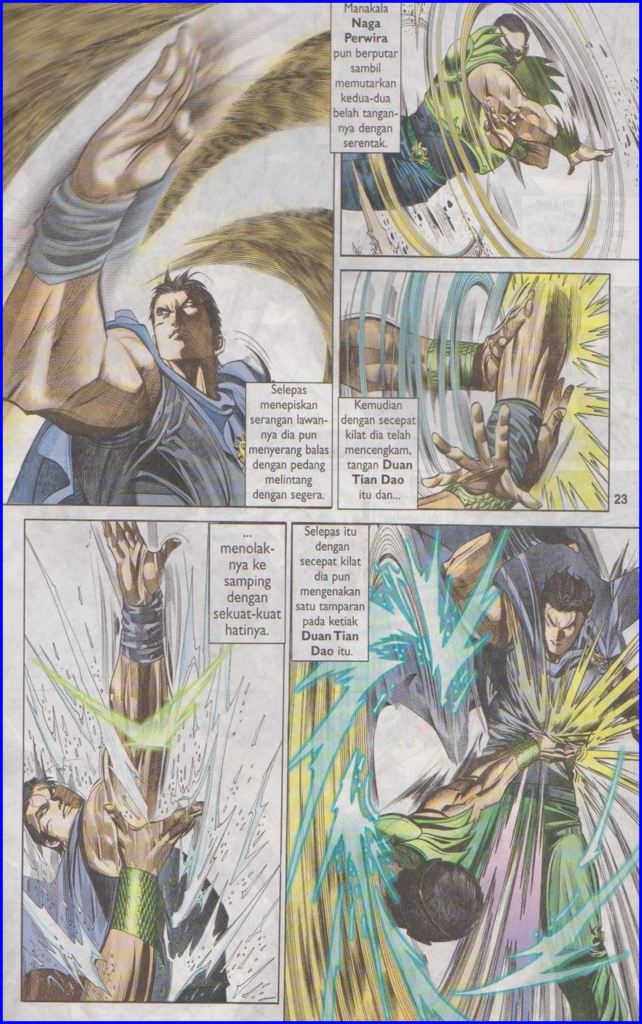 Manakala
Naga
Perwira
pun berputar
sambil
memutarkan
kedua-dua
belah tangan-
nya dengan
serentak.
Selepas
menepiskan
serangan lawan-
nya dia pun
menyerang balas
dengan pedang
melintang
dengan segera.
Kemudian
dengan secepat
kilat dia telah
mencengkam,
tangan Duan
Tian Dao
itu dan...
23
...
menolak-
nya ke
samping
dengan
sekuat-kuat
hatinya.
Selepas itu
dengan
secepat kilat
dia pun
mengenakan
satu tamparan
pada ketiak
Duan Tian
Dao itu.